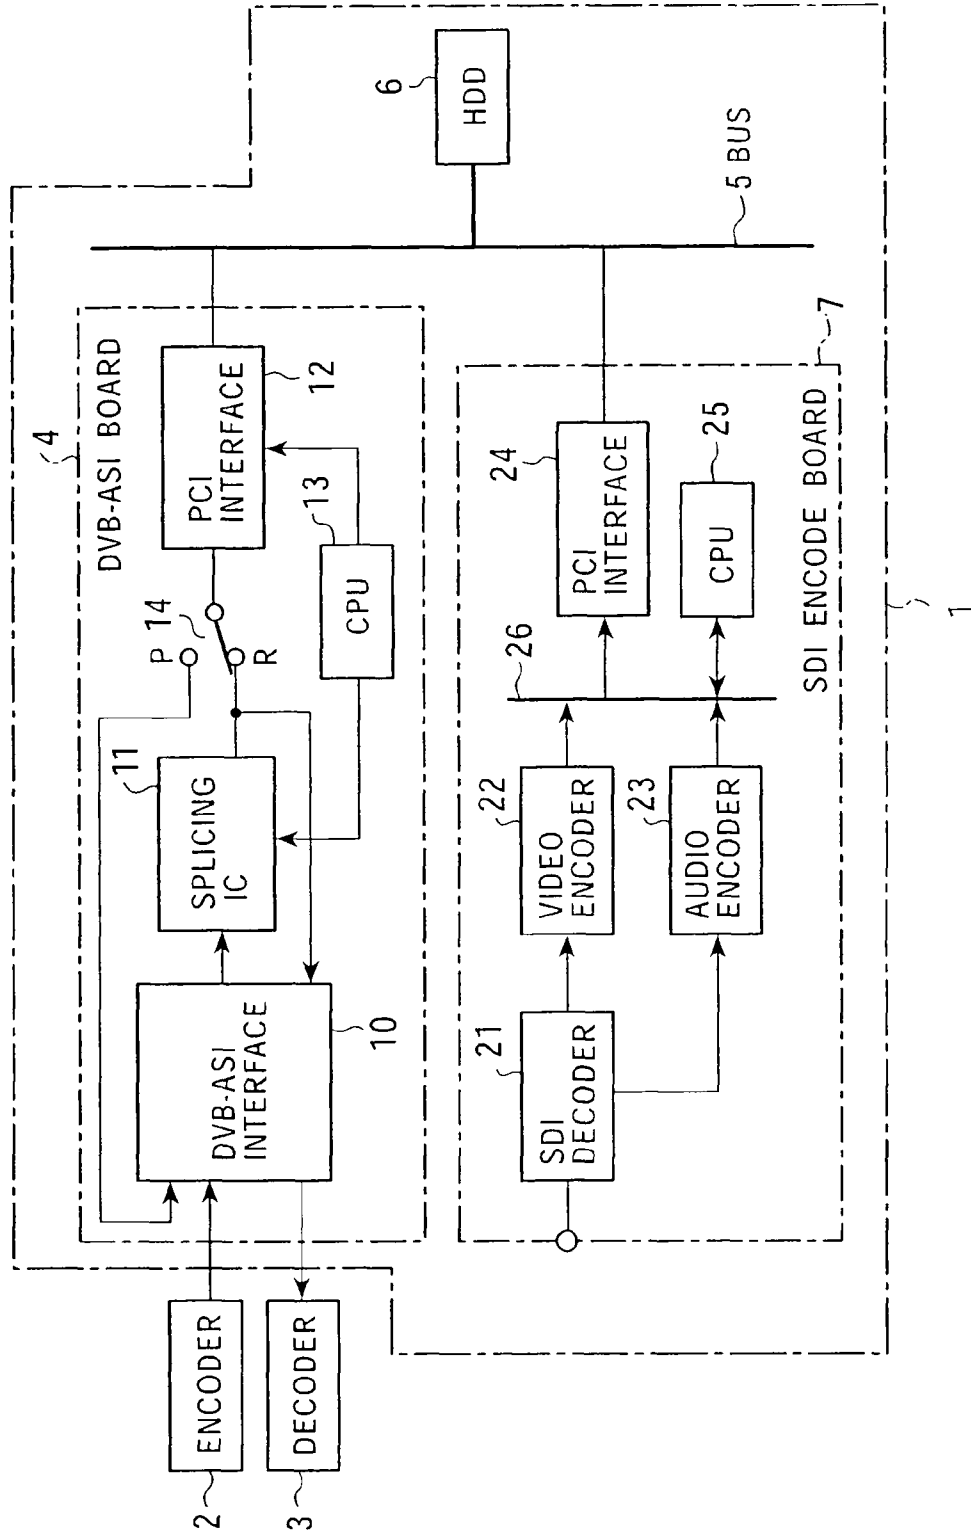 4
DVB-ASI BOARD
2
ENCODER
3
DECODER
DVB-ASI
INTERFACE
10
SPLICING
IC
11
P
14
R
13
CPU
PCI
INTERFACE
12
6
HDD
5 BUS
SDI
DECODER
21
VIDEO
ENCODER
22
AUDIO
ENCODER
23
26
PCI
INTERFACE
24
CPU
25
SDI ENCODE BOARD
7
1